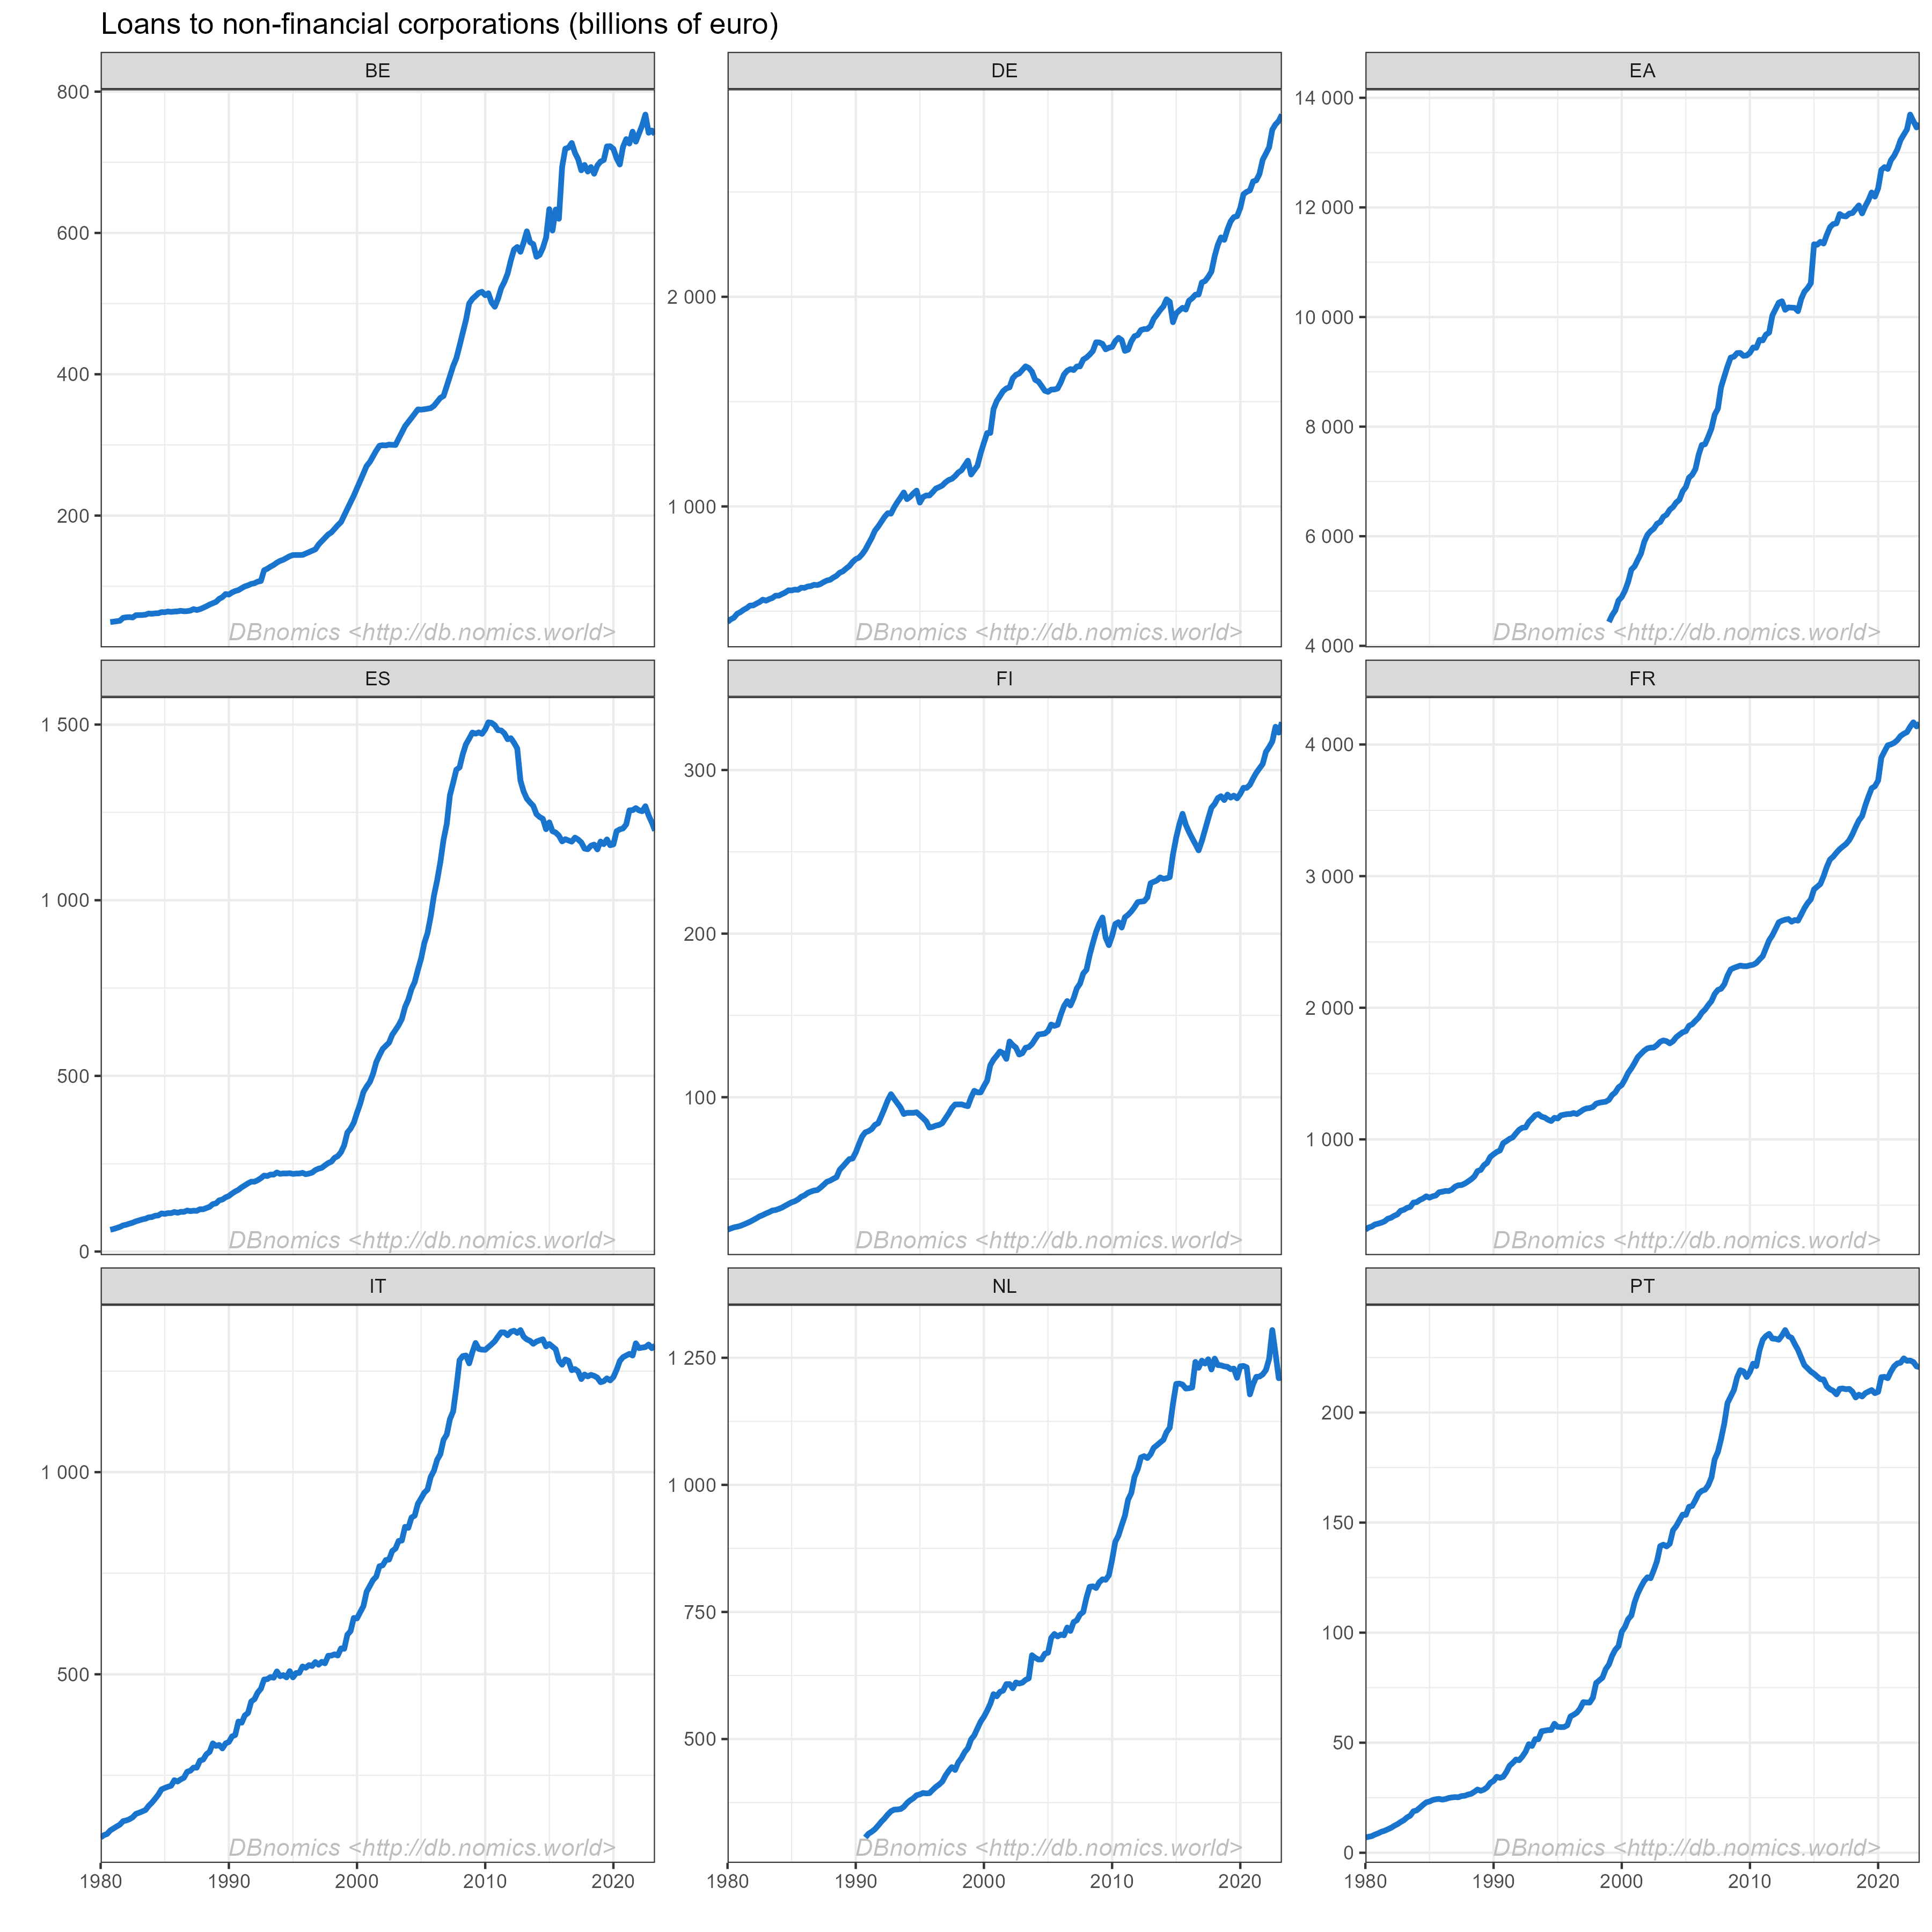 Loans to non-financial corporations (billions of euro)
BE
800
600
400
200
DBnomics <http://db.nomics.world>
DE
2 000
1 000
DBnomics <http://db.nomics.world>
EA
14 000
12 000
10 000
8 000
6 000
4 000
DBnomics <http://db.nomics.world>
ES
1 500
1 000
500
0
DBnomics <http://db.nomics.world>
FI
300
200
100
DBnomics <http://db.nomics.world>
FR
4 000
3 000
2 000
1 000
DBnomics <http://db.nomics.world>
IT
1 000
500
DBnomics <http://db.nomics.world>
1980 1990 2000 2010 2020
NL
1 250
1 000
750
500
DBnomics <http://db.nomics.world>
1980 1990 2000 2010 2020
PT
200
150
100
50
0
DBnomics <http://db.nomics.world>
1980 1990 2000 2010 2020